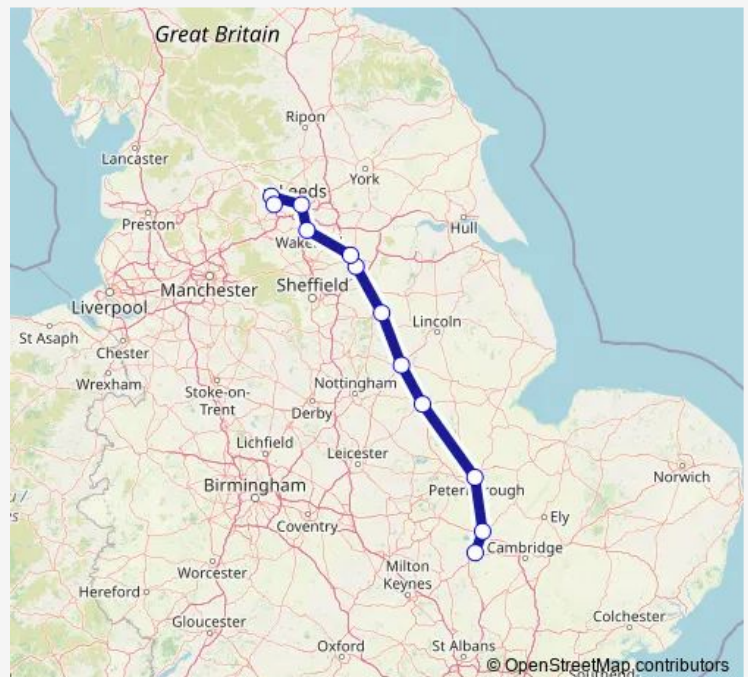 Great Britain
Ripon
Lancaster
York
Leeds
Preston
Hull
Wake
Manchester
Sheffield
Liverpool
Lincoln
St Asaph
Chester
Wrexham
Stoke-on-
Trent
Nottingham
Derby
Lichfield
Leicester
Norwich
Birmingham
Peter rough
Ely
Coventry
Cambridge
Milton
Keynes
Worcester
Hereford
Colchester
Gloucester
Oxford
St Albans
© OpenStreetMap contributors